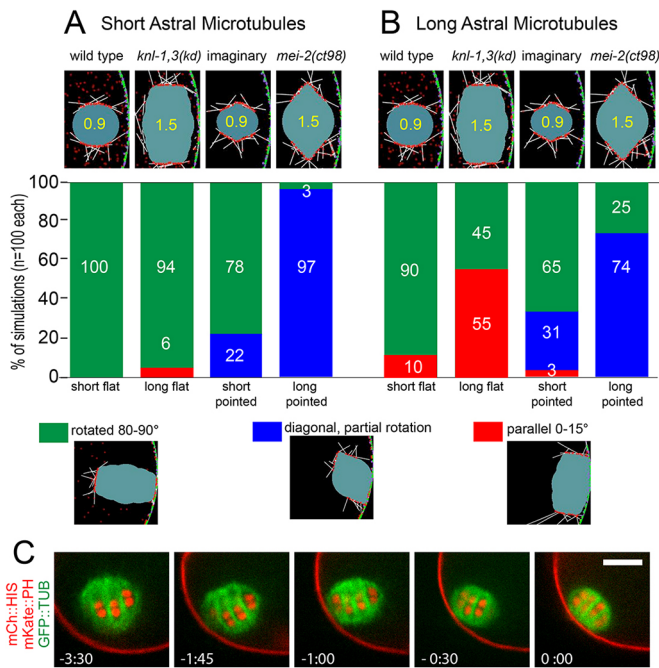 A Short Astral Microtubules
wild type knl-1,3(kd) imaginary mei-2(ct98)
0.9 1.5 0.9 1.5
B Long Astral Microtubules
wild type knl-1,3(kd) imaginary mei-2(ct98)
0.9 1.5 0.9 1.5
% of simulations (n=100 each)
100
80
60
40
20
0
100 94 6 78 22 3 97
90 10 45 55 65 31 3 25 74
short flat long flat short pointed long pointed
short flat long flat short pointed long pointed
rotated 80-90° diagonal, partial rotation parallel 0-15°
C
mCh::HIS
mKate::PH
GFP::TUB
-3:30 -1:45 -1:00 - 0:30 0 :00